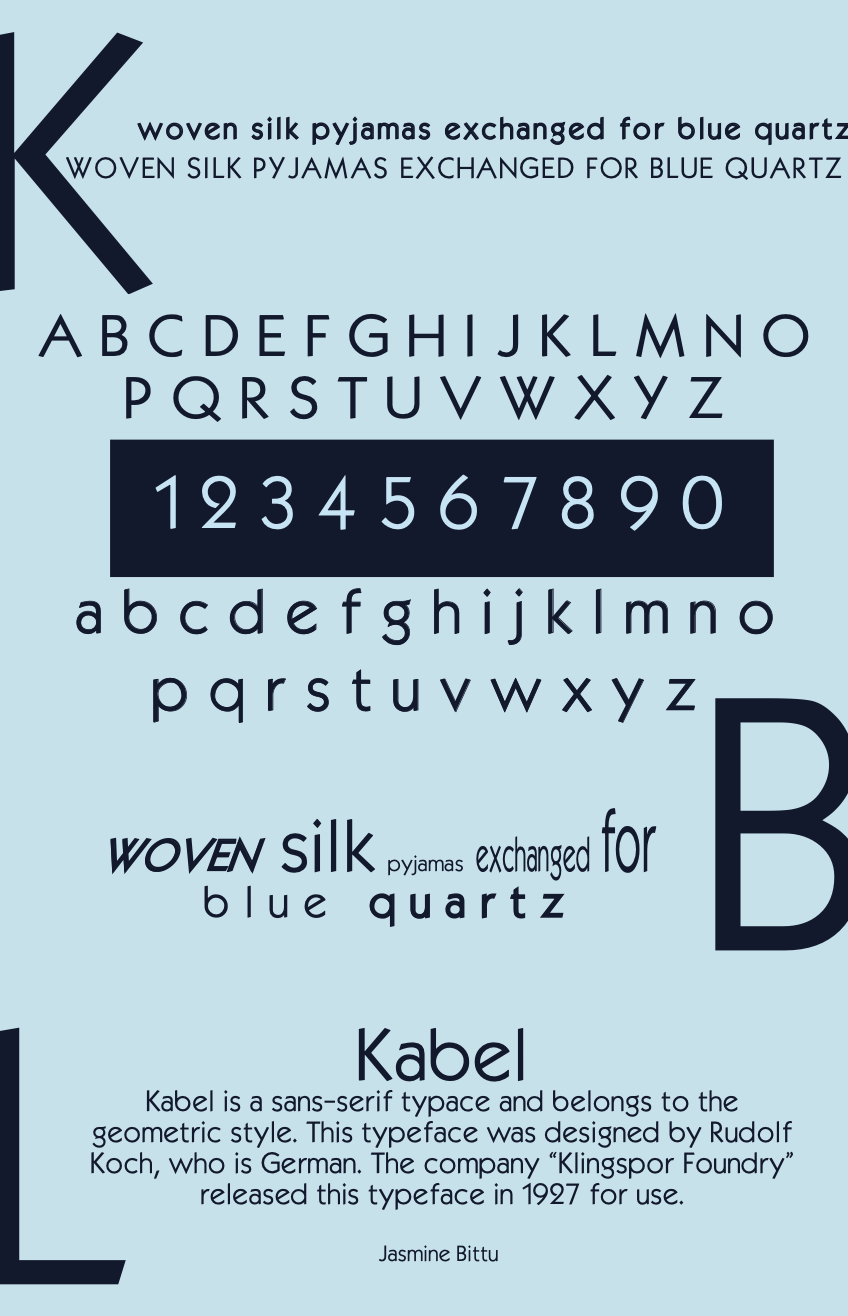 K
woven silk pyjamas exchanged for blue quartz
WOVEN SILK PYJAMAS EXCHANGED FOR BLUE QUARTZ
A B C D E F G H I J K L M N O
P Q R S T U V W X Y Z
1 2 3 4 5 6 7 8 9 0
a b c d e f g h i j k l m n o
p q r s t u v w x y z
B
WOVEN silk pyjamas exchanged for
blue quartz
L
Kabel
Kabel is a sans-serif typace and belongs to the
geometric style. This typeface was designed by Rudolf
Koch, who is German. The company “Klingspor Foundry”
released this typeface in 1927 for use.
Jasmine Bittu